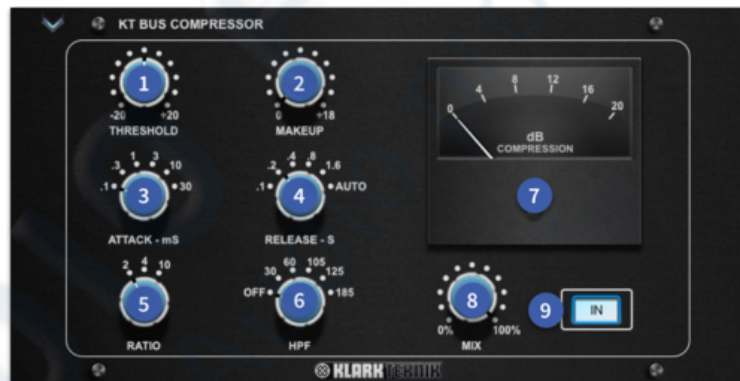 KT BUS COMPRESSOR
1
-20 +20
THRESHOLD
2
0 +18
MAKEUP
0 4 8 12 16 20
dB
COMPRESSION
7
.1 .3 1 3 10 30
3
ATTACK - mS
.1 .2 .4 .8 1.6 AUTO
4
RELEASE - S
2 4 10
5
RATIO
OFF 30 60 105 125 185
6
HPF
8
0% 100%
MIX
9 IN
KLARK TEKNIK